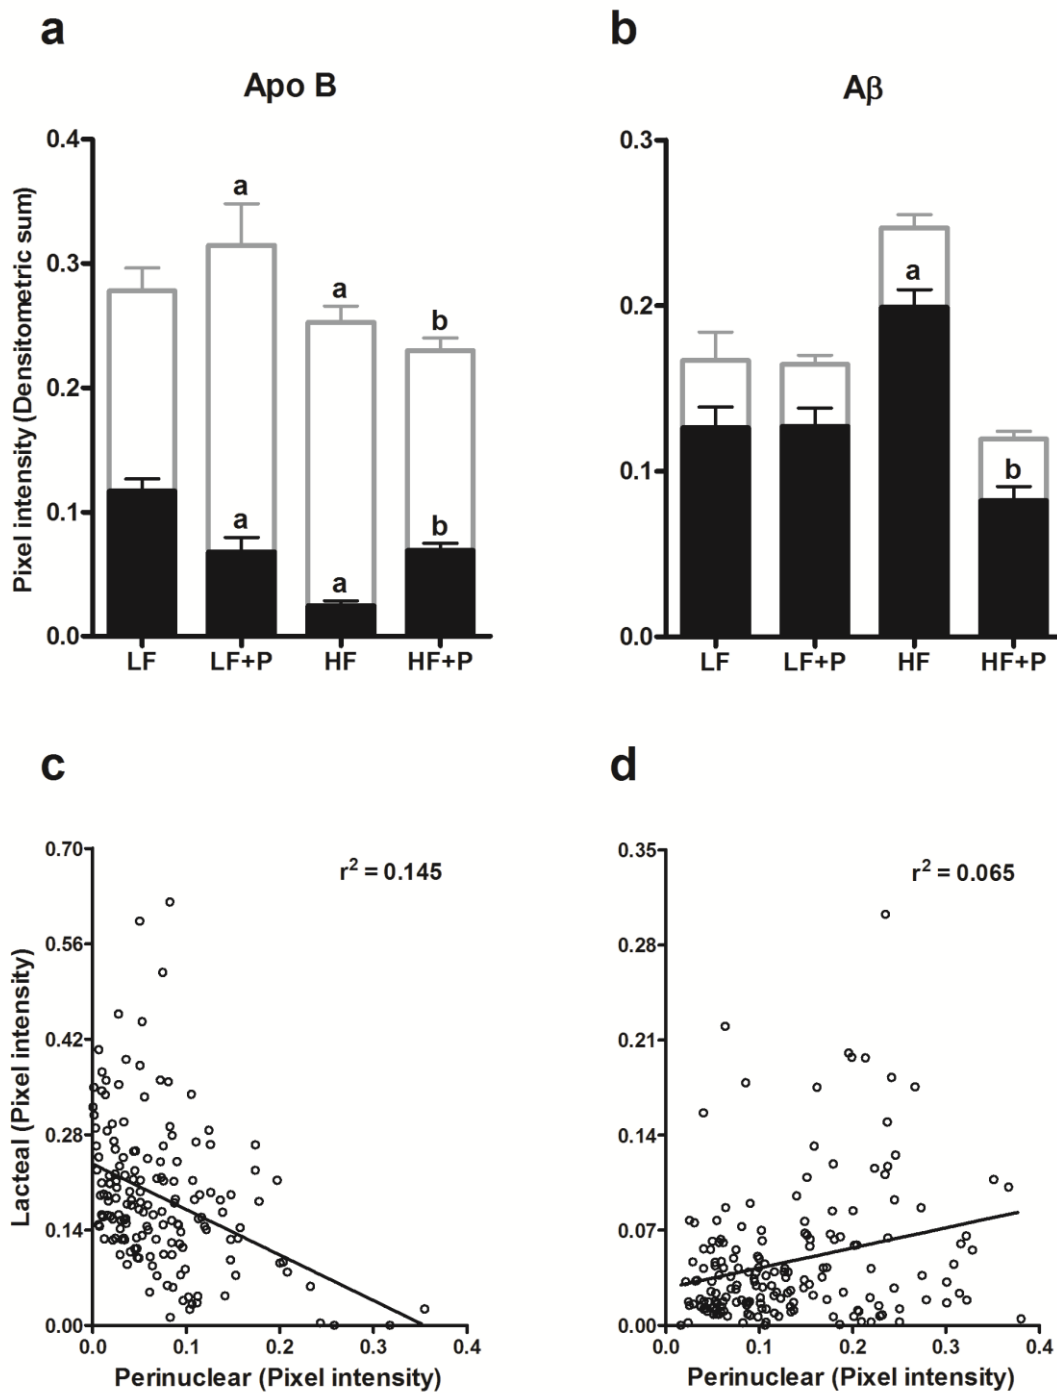 a
Apo B
Pixel intensity (Densitometric sum)
0.4
0.3
0.2
0.1
0.0
a
a
b
a
a
b
LF LF+P HF HF+P
b
Aβ
0.3
0.2
0.1
0.0
a
b
LF LF+P HF HF+P
c
r² = 0.145
Lacteal (Pixel intensity)
0.70
0.56
0.42
0.28
0.14
0.00
0.0 0.1 0.2 0.3 0.4
Perinuclear (Pixel intensity)
d
r² = 0.065
0.35
0.28
0.21
0.14
0.07
0.00
0.0 0.1 0.2 0.3 0.4
Perinuclear (Pixel intensity)